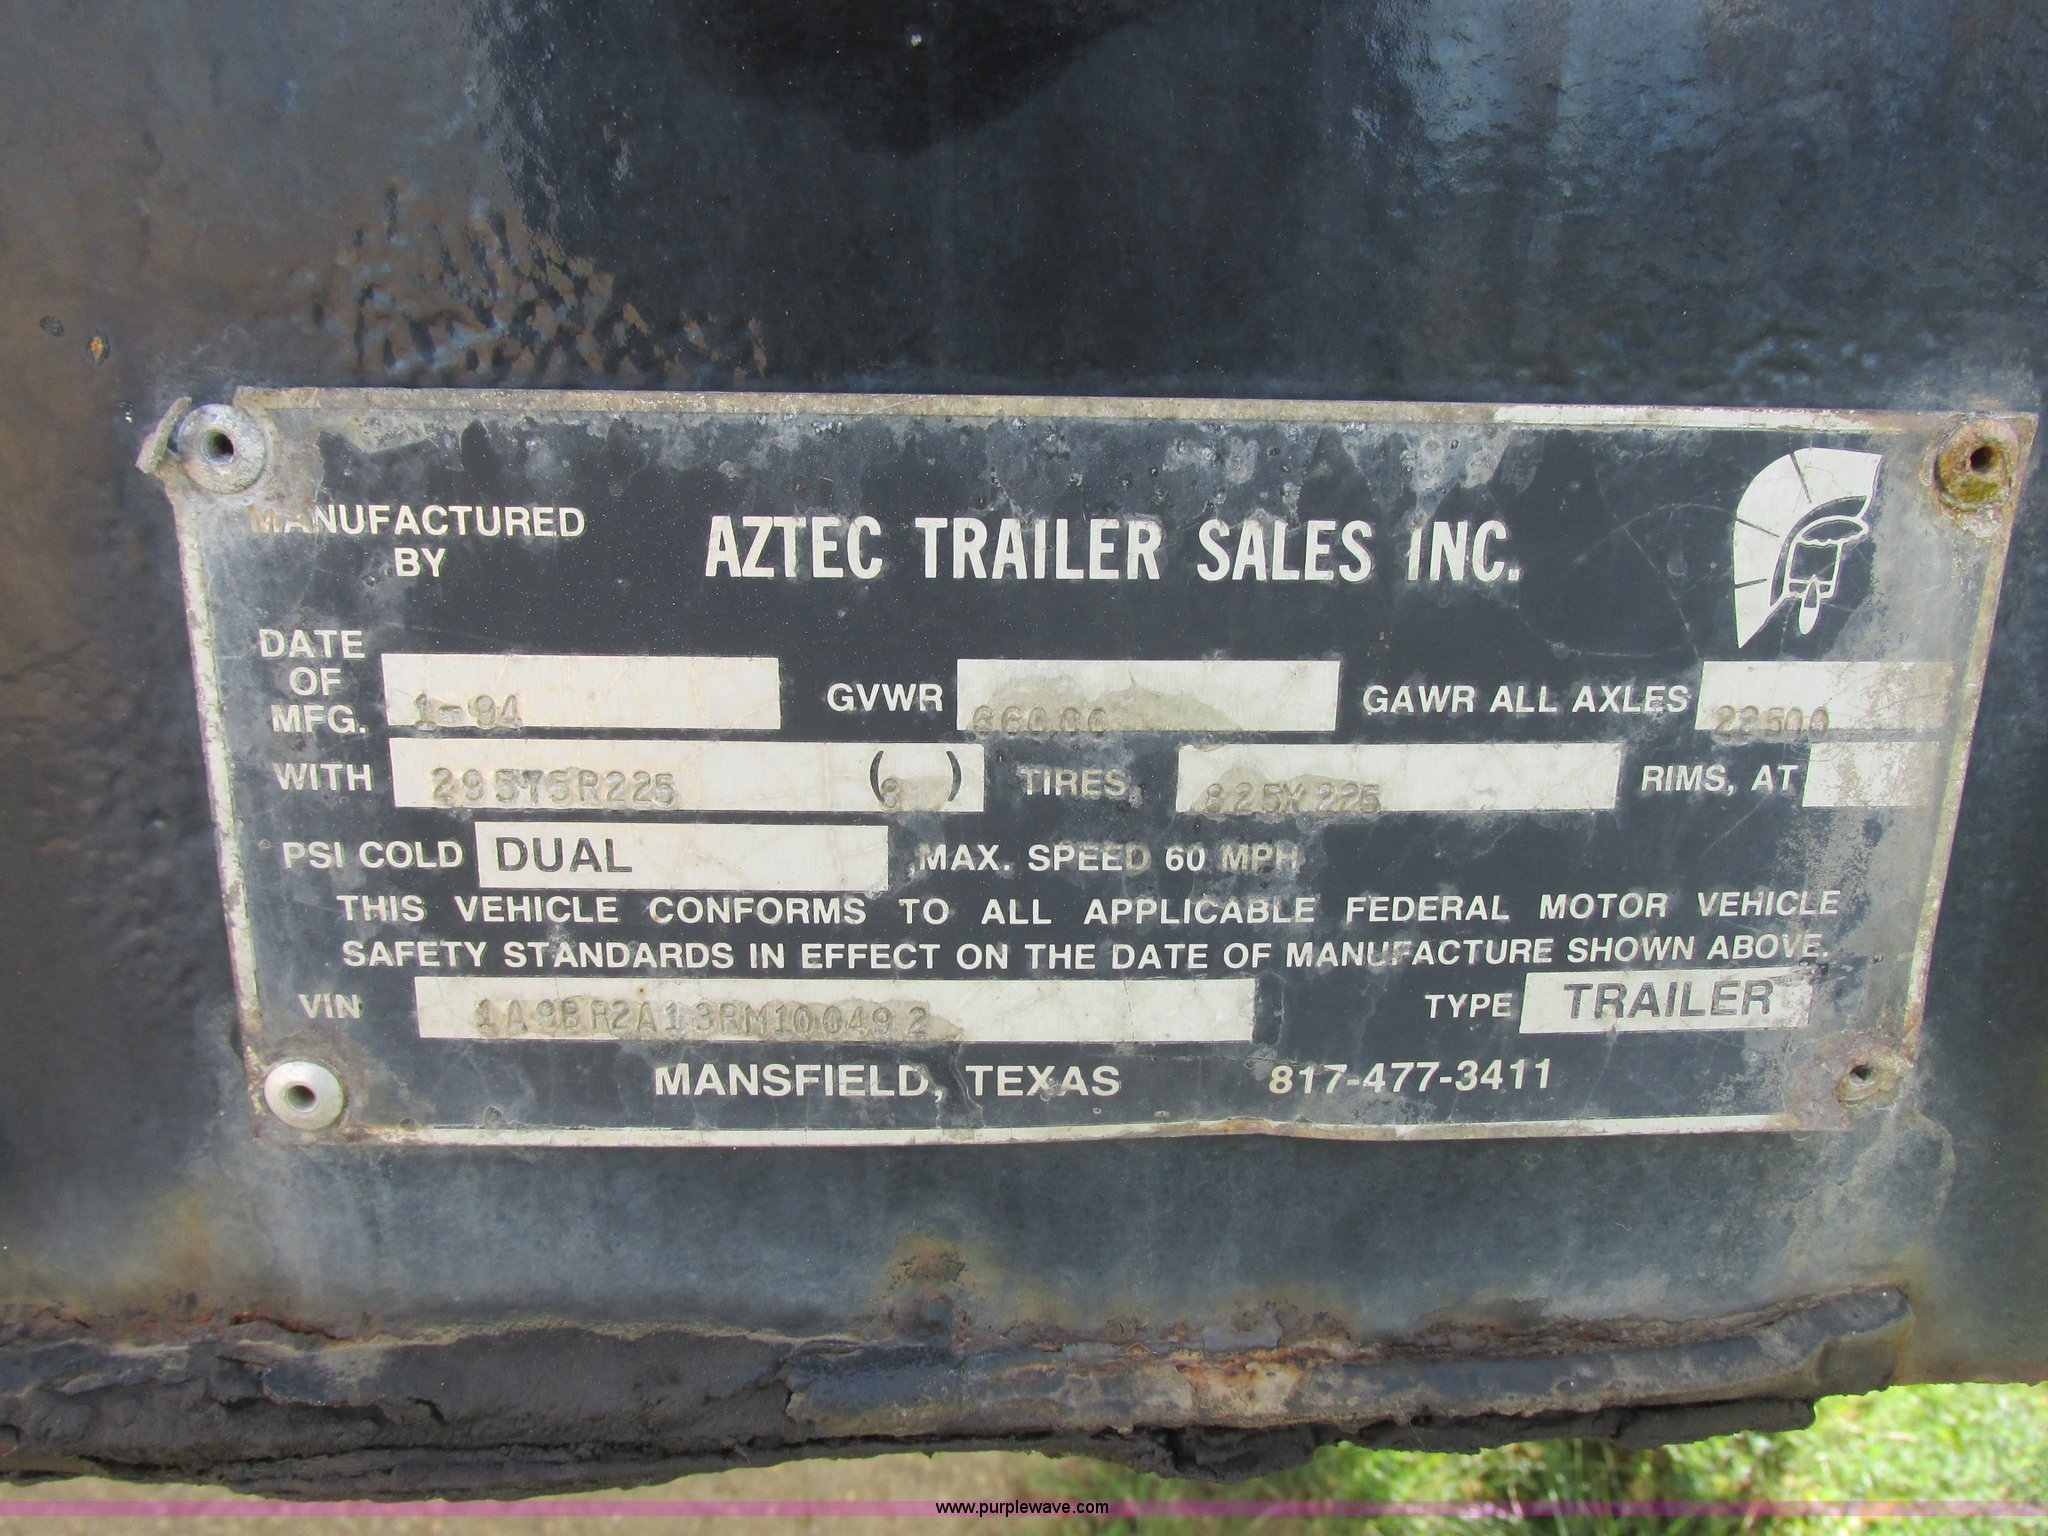 MANUFACTURED
BY
AZTEC TRAILER SALES INC.
DATE
OF
MFG. 1-94 GVWR 66000 GAWR ALL AXLES 22500
WITH 29575R225 (8) TIRES, 825X225 RIMS, AT
PSI COLD DUAL ,MAX. SPEED 60 MPH
THIS VEHICLE CONFORMS TO ALL APPLICABLE FEDERAL MOTOR VEHICLE
SAFETY STANDARDS IN EFFECT ON THE DATE OF MANUFACTURE SHOWN ABOVE.
VIN 1A9BR2A13RM100492 TYPE TRAILER
MANSFIELD, TEXAS 817-477-3411
www.purplewave.com